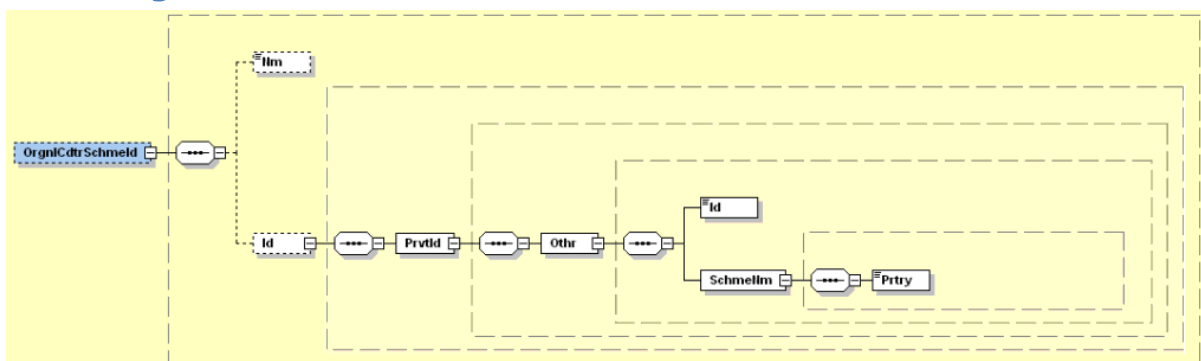 Nm
OrgnlCdtrSchmeId
Id
PrvtId
Othr
Id
SchmeNm
Prtry